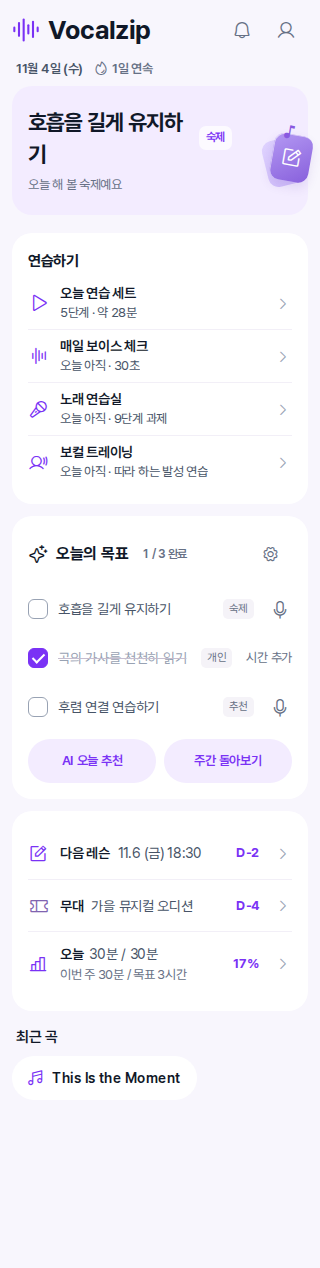 Vocalzip
11월 4일 (수) 1일 연속
호흡을 길게 유지하
기
숙제
오늘 해 볼 숙제예요
연습하기
오늘 연습 세트
5단계 · 약 28분
매일 보이스 체크
오늘 아직 · 30초
노래 연습실
오늘 아직 · 9단계 과제
보컬 트레이닝
오늘 아직 · 따라 하는 발성 연습
오늘의 목표 1 / 3 완료
호흡을 길게 유지하기 숙제
곡의 가사를 천천히 읽기 개인 시간 추가
후렴 연결 연습하기 추천
AI 오늘 추천 주간 돌아보기
다음 레슨 11.6 (금) 18:30 D-2
무대 가을 뮤지컬 오디션 D-4
오늘 30분 / 30분
이번 주 30분 / 목표 3시간
17%
최근 곡
This Is the Moment